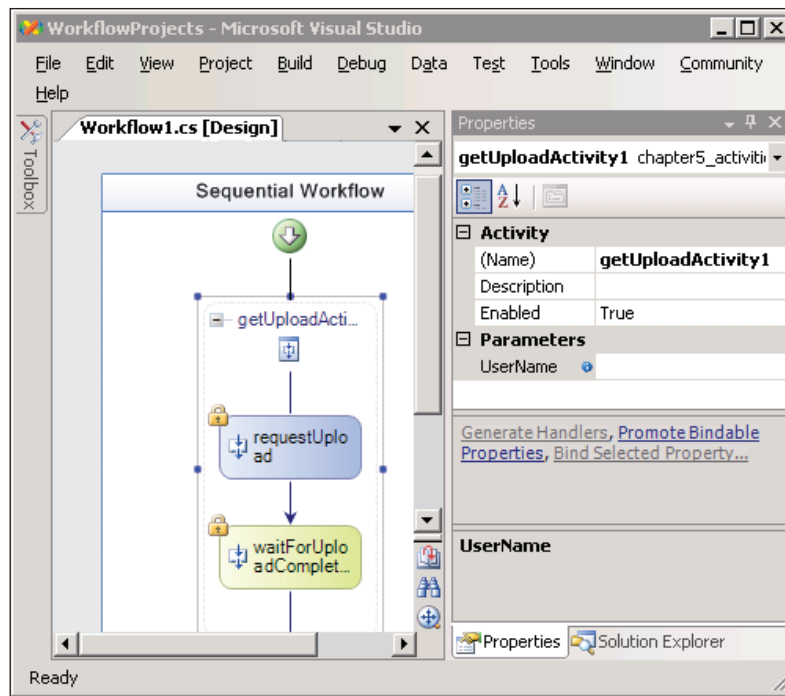 WorkflowProjects - Microsoft Visual Studio
File Edit View Project Build Debug Data Test Tools Window Community
Help
Toolbox
Workflow1.cs [Design]
Sequential Workflow
getUploadActi...
requestUplo
ad
waitForUplo
adComplet...
Properties
getUploadActivity1 chapter5_activiti
Activity
(Name) getUploadActivity1
Description
Enabled True
Parameters
UserName
Generate Handlers, Promote Bindable
Properties, Bind Selected Property...
UserName
Properties Solution Explorer
Ready